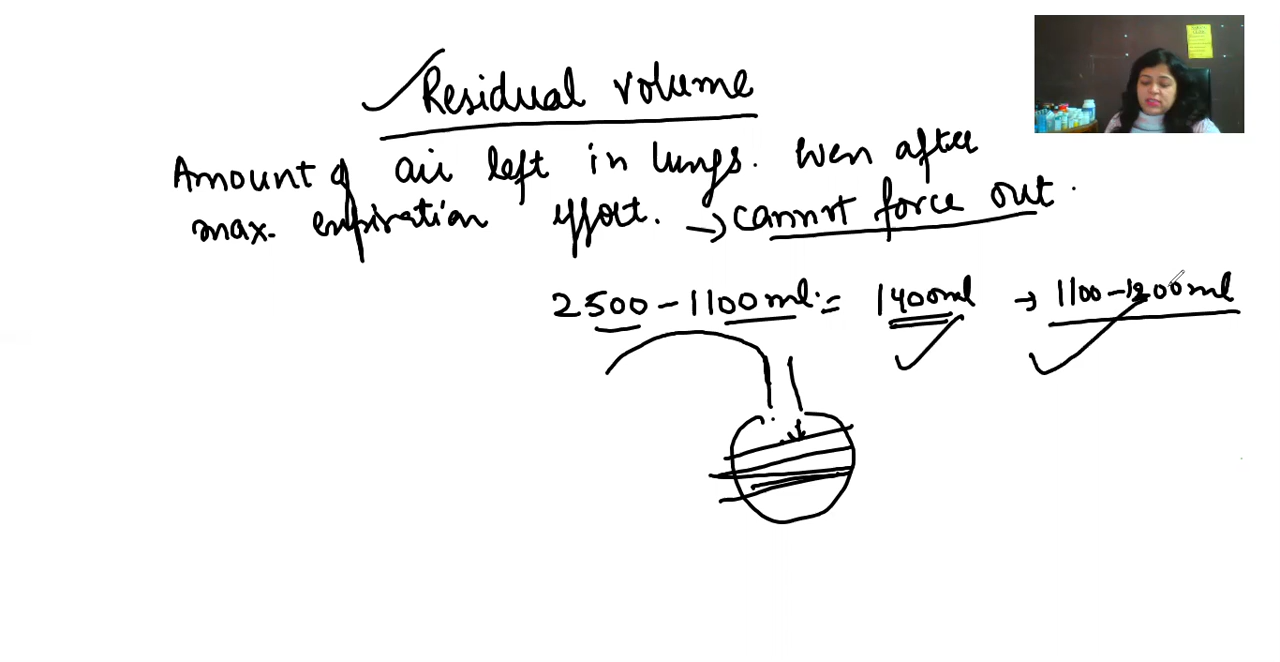 Residual volume
Amount of air left in lungs. even after
max. expiration effort. → cannot force out.
2500 - 1100 ml. = 1400 ml → 1100 - 1200 ml